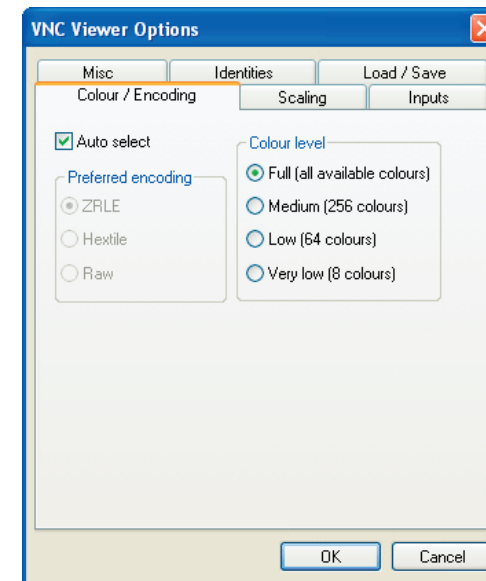 VNC Viewer Options
Misc
Identities
Load / Save
Colour / Encoding
Scaling
Inputs
Auto select
Preferred encoding
ZRLE
Hextile
Raw
Colour level
Full (all available colours)
Medium (256 colours)
Low (64 colours)
Very low (8 colours)
OK
Cancel